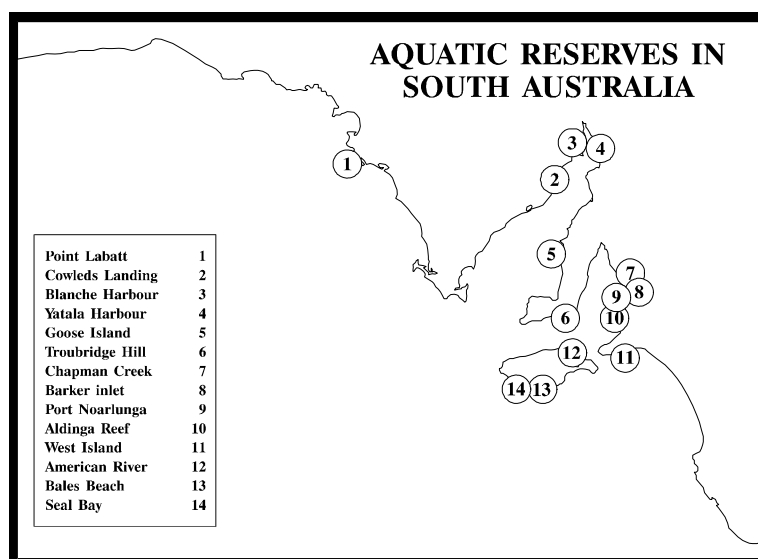 AQUATIC RESERVES IN
SOUTH AUSTRALIA
3
4
1
2
5
7
8
9
6
10
12
11
14
13
Point Labatt 1
Cowleds Landing 2
Blanche Harbour 3
Yatala Harbour 4
Goose Island 5
Troubridge Hill 6
Chapman Creek 7
Barker inlet 8
Port Noarlunga 9
Aldinga Reef 10
West Island 11
American River 12
Bales Beach 13
Seal Bay 14